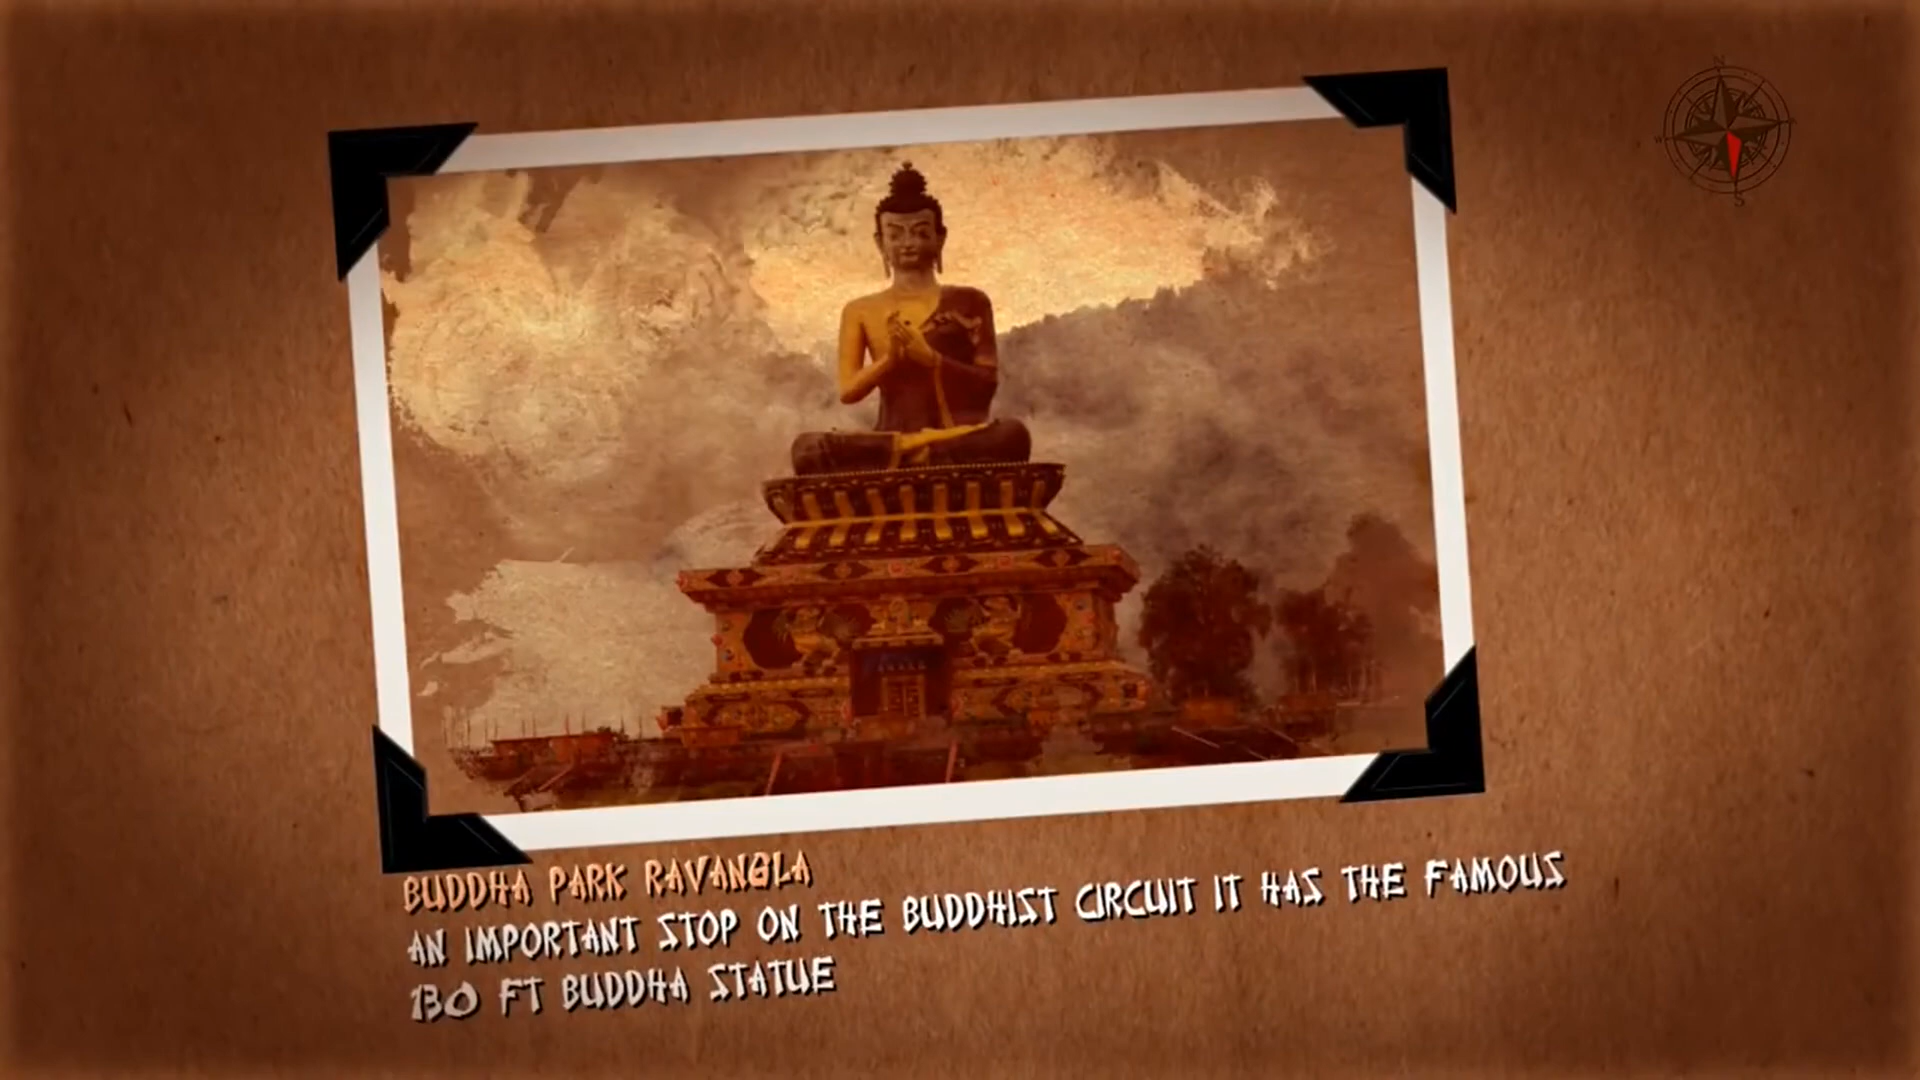 N
W
S
BUDDHA PARK RAVANGLA
AN IMPORTANT STOP ON THE BUDDHIST CIRCUIT IT HAS THE FAMOUS
130 FT BUDDHA STATUE